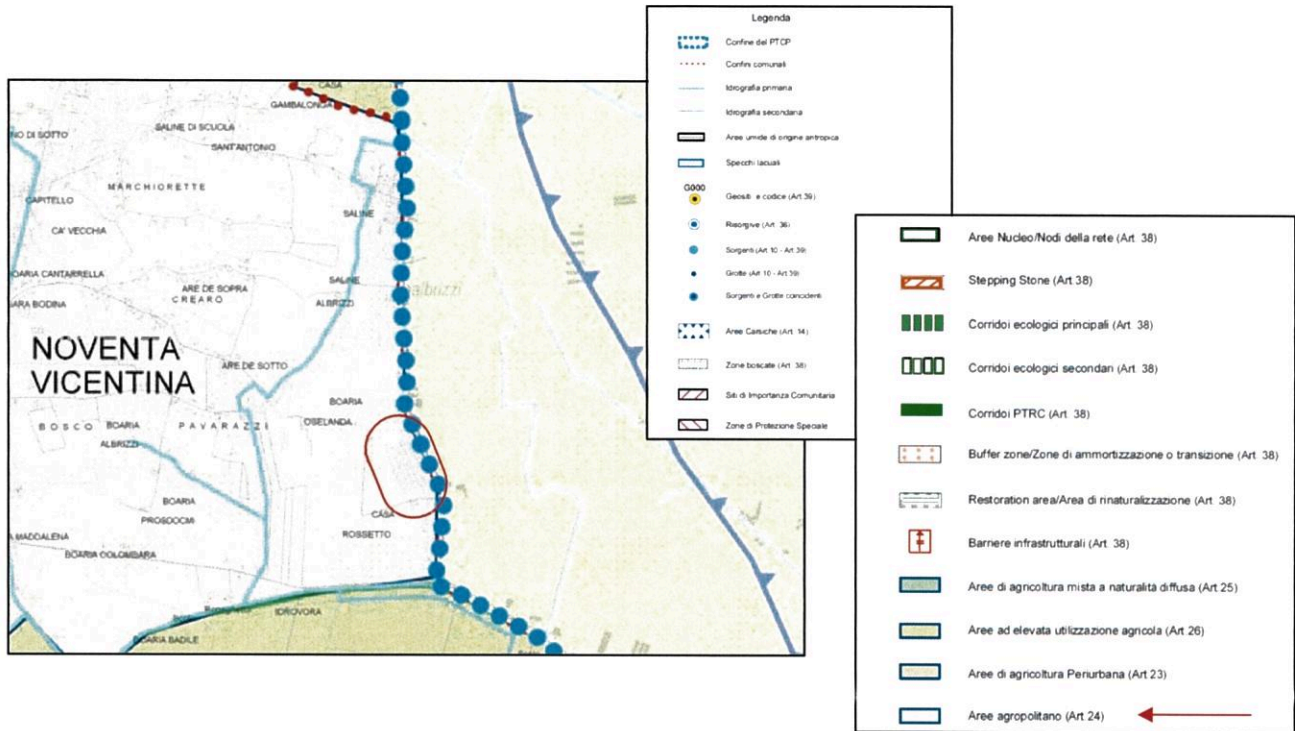 Legenda
Confine del PTCP
Confini comunali
Idrografia primaria
Idrografia secondaria
Aree umide di origine antropica
Specchi lacuali
G000
Geositi e codice (Art 39)
Risorgive (Art. 36)
Sorgenti (Art 10 - Art 39)
Grotte (Art 10 - Art 39)
Sorgenti e Grotte coincidenti
Aree Carsiche (Art. 14)
Zone boscate (Art. 38)
Siti di Importanza Comunitaria
Zone di Protezione Speciale
Aree Nucleo/Nodi della rete (Art. 38)
Stepping Stone (Art 38)
Corridoi ecologici principali (Art. 38)
Corridoi ecologici secondari (Art. 38)
Corridoi PTRC (Art. 38)
Buffer zone/Zone di ammortizzazione o transizione (Art. 38)
Restoration area/Area di rinaturalizzazione (Art. 38)
Barriere infrastrutturali (Art. 38)
Aree di agricoltura mista a naturalità diffusa (Art 25)
Aree ad elevata utilizzazione agricola (Art 26)
Aree di agricoltura Periurbana (Art 23)
Aree agropolitano (Art 24)
CASA
GAMBALONGA
NO DI SOTTO
SALINE DI SCUOLA
SANT'ANTONIO
MARCHIORETTE
CAPITELLO
SALINE
CA' VECCHIA
OARIA CANTARRELLA
ARE DE SOPRA
CREARO
SALINE
ALBRIZZI
ARA BODINA
NOVENTA
VICENTINA
ARE DE SOTTO
BOARIA
OSELANDA
BOSCO
BOARIA
ALBRIZZI
PAVARAZZI
BOARIA
PROSDOCMI
CASA
ROSSETTO
A MADDALENA
BOARIA COLOMBARA
IDROVORA
BOARIA BADILE